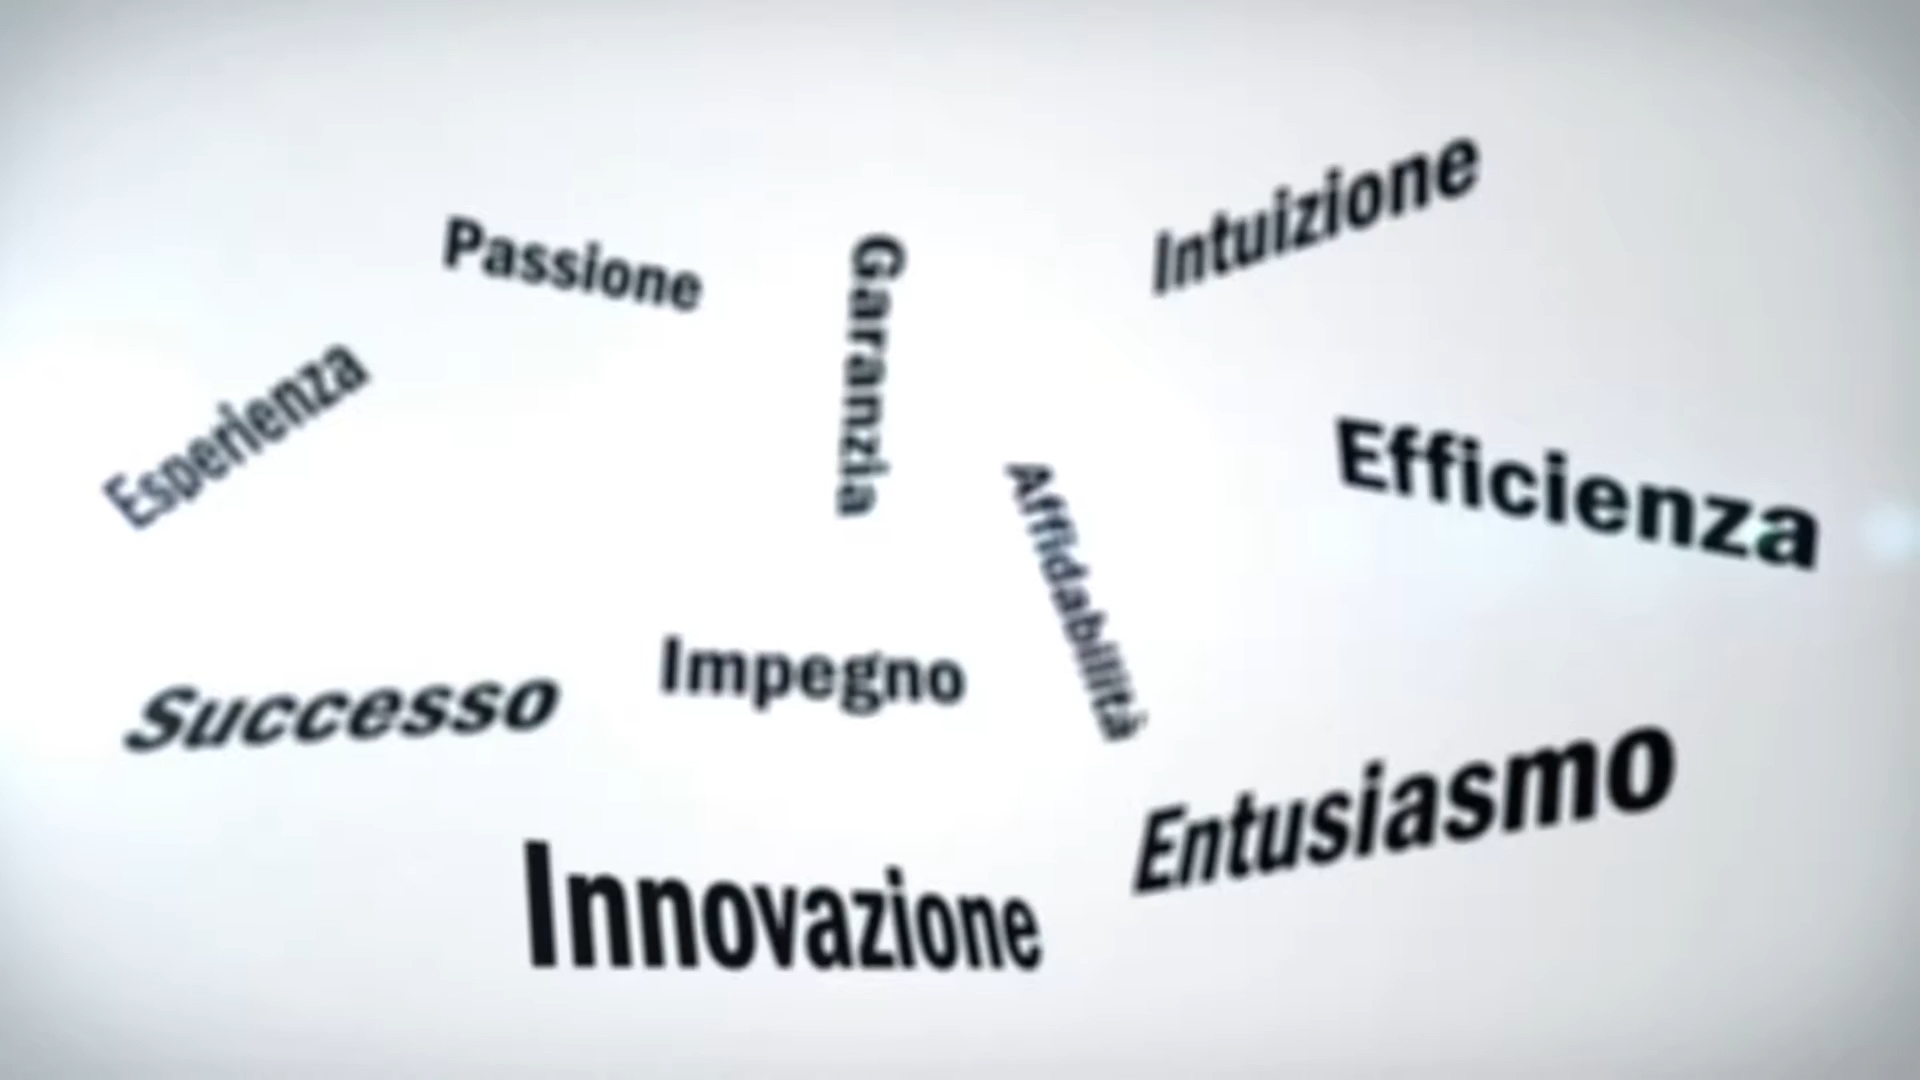 Intuizione
Passione
Garanzia
Esperienza
Efficienza
Affidabilità
Impegno
Successo
Entusiasmo
Innovazione